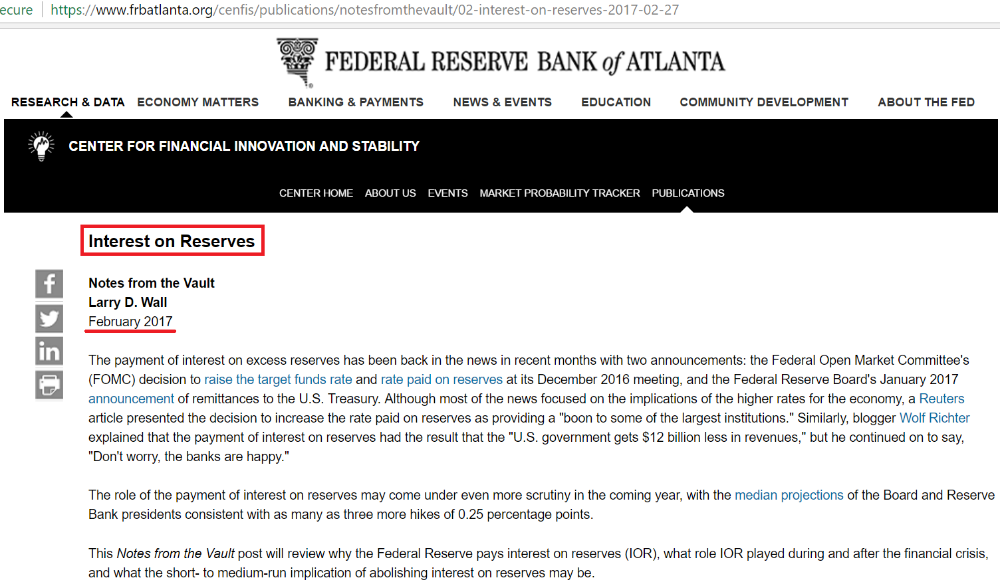 ecure https://www.frbatlanta.org/cenfis/publications/notesfromthevault/02-interest-on-reserves-2017-02-27
FEDERAL RESERVE BANK of ATLANTA
RESEARCH & DATA ECONOMY MATTERS BANKING & PAYMENTS NEWS & EVENTS EDUCATION COMMUNITY DEVELOPMENT ABOUT THE FED
CENTER FOR FINANCIAL INNOVATION AND STABILITY
CENTER HOME ABOUT US EVENTS MARKET PROBABILITY TRACKER PUBLICATIONS
Interest on Reserves
Notes from the Vault
Larry D. Wall
February 2017
The payment of interest on excess reserves has been back in the news in recent months with two announcements: the Federal Open Market Committee's
(FOMC) decision to raise the target funds rate and rate paid on reserves at its December 2016 meeting, and the Federal Reserve Board's January 2017
announcement of remittances to the U.S. Treasury. Although most of the news focused on the implications of the higher rates for the economy, a Reuters
article presented the decision to increase the rate paid on reserves as providing a "boon to some of the largest institutions." Similarly, blogger Wolf Richter
explained that the payment of interest on reserves had the result that the "U.S. government gets $12 billion less in revenues," but he continued on to say,
"Don't worry, the banks are happy."
The role of the payment of interest on reserves may come under even more scrutiny in the coming year, with the median projections of the Board and Reserve
Bank presidents consistent with as many as three more hikes of 0.25 percentage points.
This Notes from the Vault post will review why the Federal Reserve pays interest on reserves (IOR), what role IOR played during and after the financial crisis,
and what the short- to medium-run implication of abolishing interest on reserves may be.